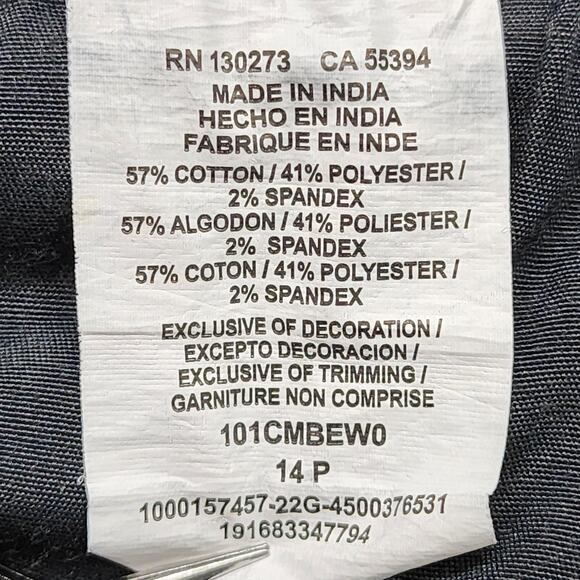 RN 130273 CA 55394
MADE IN INDIA
HECHO EN INDIA
FABRIQUE EN INDE
57% COTTON / 41% POLYESTER /
2% SPANDEX
57% ALGODON / 41% POLIESTER /
2% SPANDEX
57% COTON / 41% POLYESTER /
2% SPANDEX
EXCLUSIVE OF DECORATION /
EXCEPTO DECORACION /
EXCLUSIVE OF TRIMMING /
GARNITURE NON COMPRISE
101CMBEW0
14 P
1000157457-22G-4500376531
191683347794